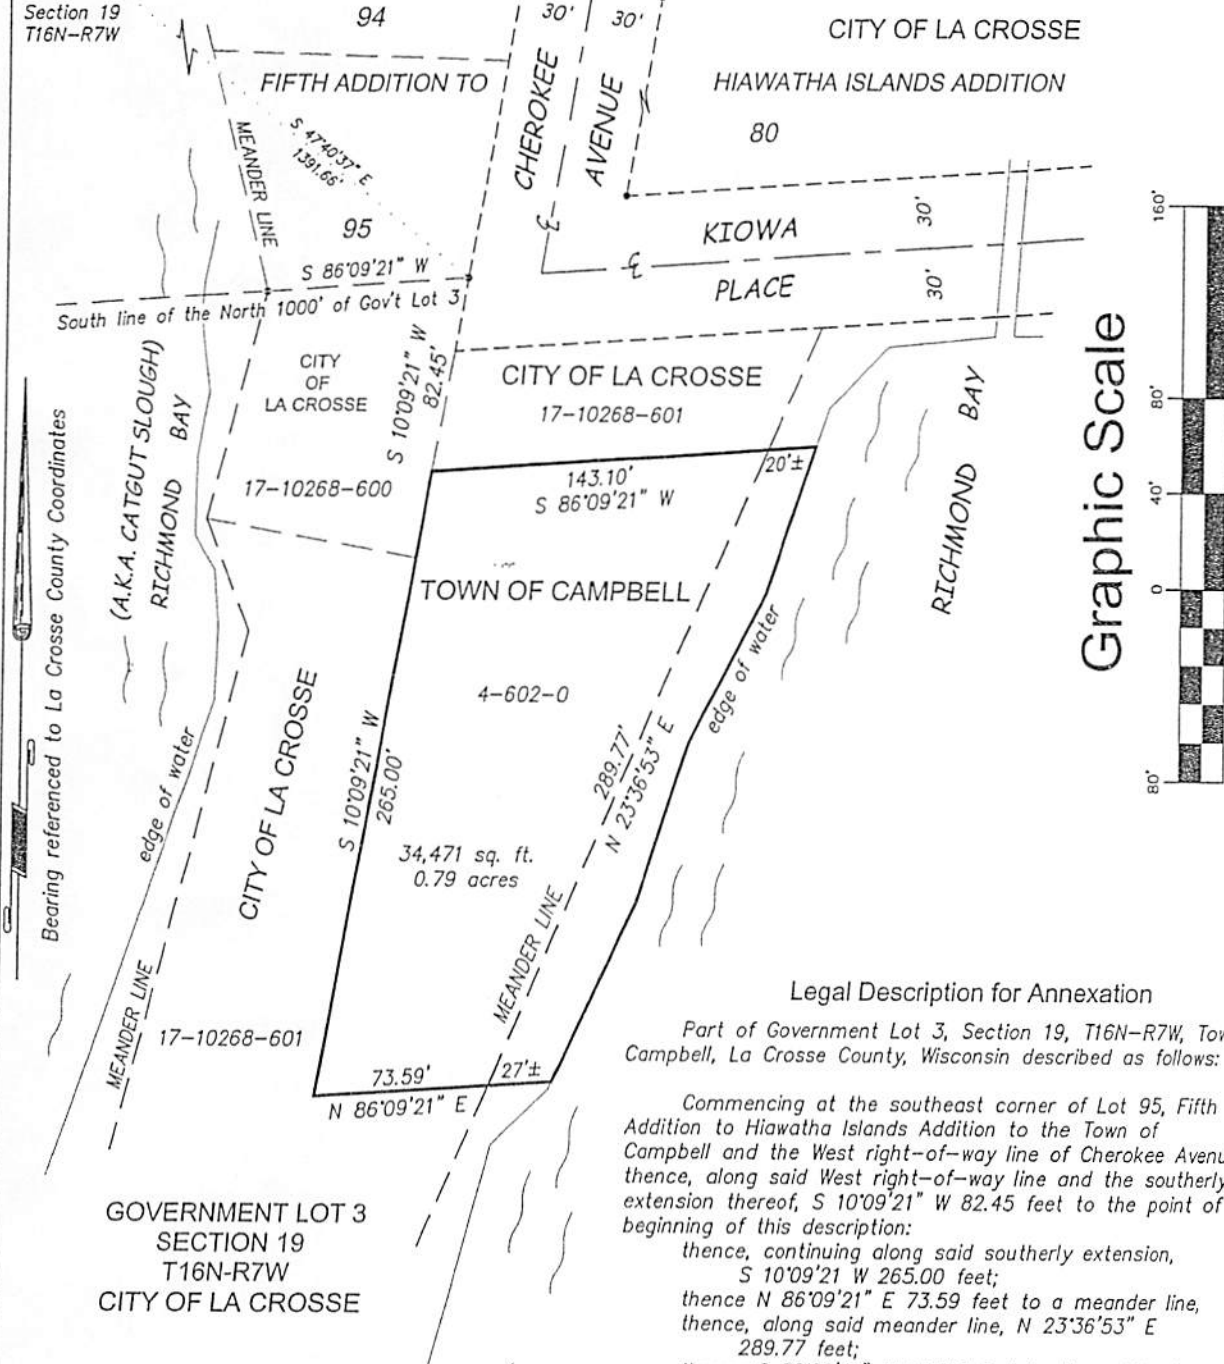 Section 19
T16N-R7W
94
30'
30'
CITY OF LA CROSSE
FIFTH ADDITION TO
HIAWATHA ISLANDS ADDITION
CHEROKEE
AVENUE
80
MEANDER LINE
S 47°40'37" E
1391.66'
95
KIOWA
PLACE
30'
30'
S 86°09'21" W
South line of the North 1000' of Gov't Lot 3
S 10°09'21" W
82.45'
CITY
OF
LA CROSSE
17-10268-600
CITY OF LA CROSSE
17-10268-601
(A.K.A. CATGUT SLOUGH)
RICHMOND BAY
Bearing referenced to La Crosse County Coordinates
143.10'
S 86°09'21" W
20'±
RICHMOND BAY
Graphic Scale
160'
80'
40'
0
80'
TOWN OF CAMPBELL
4-602-0
S 10°09'21" W
265.00'
CITY OF LA CROSSE
edge of water
edge of water
289.77'
N 23°36'53" E
34,471 sq. ft.
0.79 acres
MEANDER LINE
MEANDER LINE
17-10268-601
73.59'
27'±
N 86°09'21" E
GOVERNMENT LOT 3
SECTION 19
T16N-R7W
CITY OF LA CROSSE
Legal Description for Annexation
Part of Government Lot 3, Section 19, T16N-R7W, Tow
Campbell, La Crosse County, Wisconsin described as follows:
Commencing at the southeast corner of Lot 95, Fifth
Addition to Hiawatha Islands Addition to the Town of
Campbell and the West right-of-way line of Cherokee Avenu
thence, along said West right-of-way line and the southerly
extension thereof, S 10°09'21" W 82.45 feet to the point of
beginning of this description:
thence, continuing along said southerly extension,
S 10°09'21 W 265.00 feet;
thence N 86°09'21" E 73.59 feet to a meander line,
thence, along said meander line, N 23°36'53" E
289.77 feet;